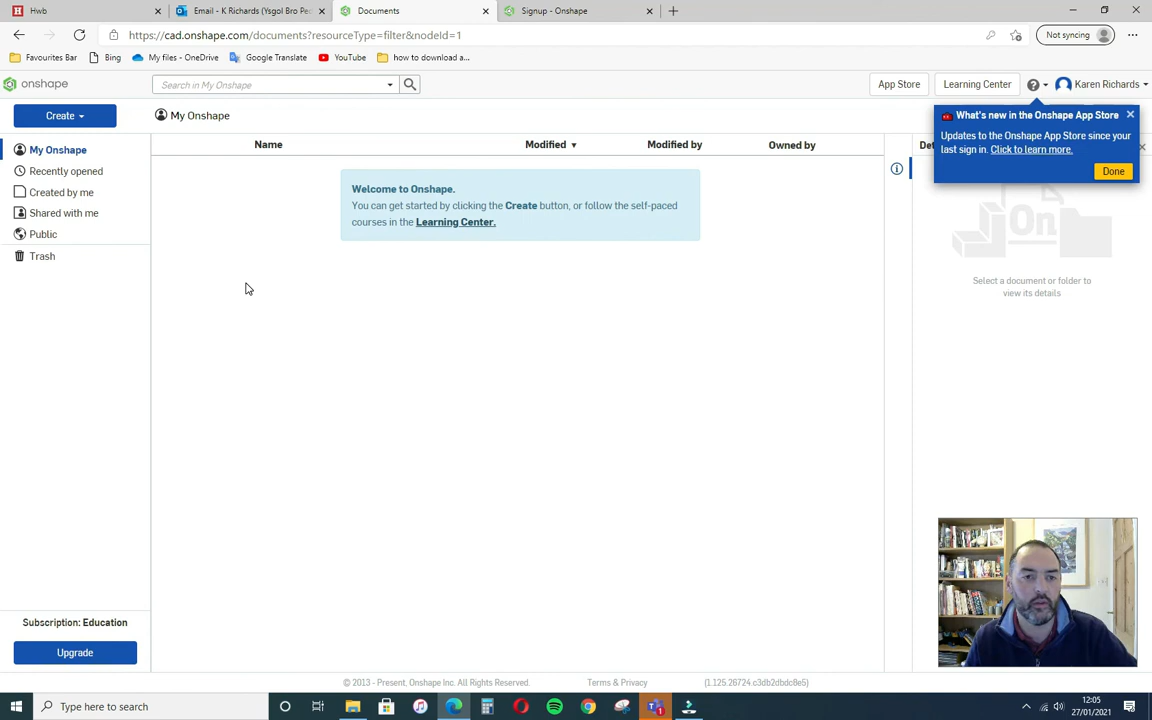 Hwb
Email - K Richards (Ysgol Bro Pe
Documents
Signup - Onshape
https://cad.onshape.com/documents?resourceType=filter&nodeId=1
Not syncing
Favourites Bar
Bing
My files - OneDrive
Google Translate
YouTube
how to download a...
onshape
Search in My Onshape
App Store
Learning Center
Karen Richards
Create
My Onshape
What's new in the Onshape App Store
Updates to the Onshape App Store since your
last sign in. Click to learn more.
Done
My Onshape
Recently opened
Created by me
Shared with me
Public
Trash
Name
Modified
Modified by
Owned by
Det
Welcome to Onshape.
You can get started by clicking the Create button, or follow the self-paced
courses in the Learning Center.
On
Select a document or folder to
view its details
Subscription: Education
Upgrade
© 2013 - Present, Onshape Inc. All Rights Reserved.
Terms & Privacy
(1.125.26724.c3db2dbdc8e5)
Type here to search
12:05
27/01/2021